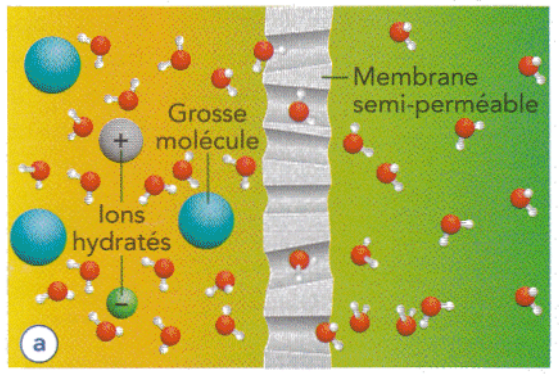 Membrane
semi-perméable
Grosse
molécule
+
Ions
hydratés
-
a